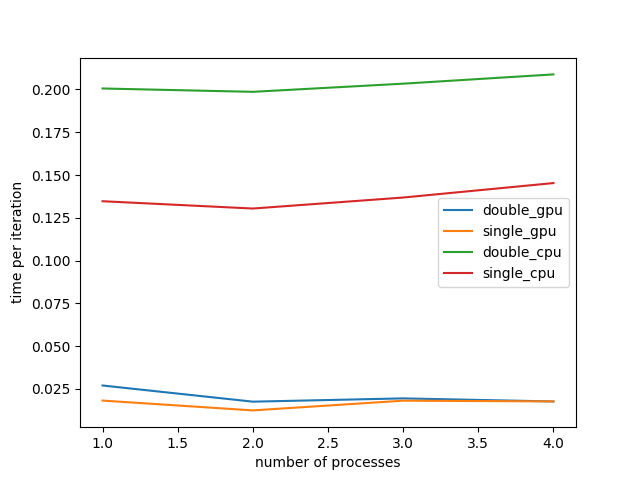 0.200
0.175
0.150
0.125
0.100
0.075
0.050
0.025
time per iteration
double_gpu
single_gpu
double_cpu
single_cpu
1.0 1.5 2.0 2.5 3.0 3.5 4.0
number of processes